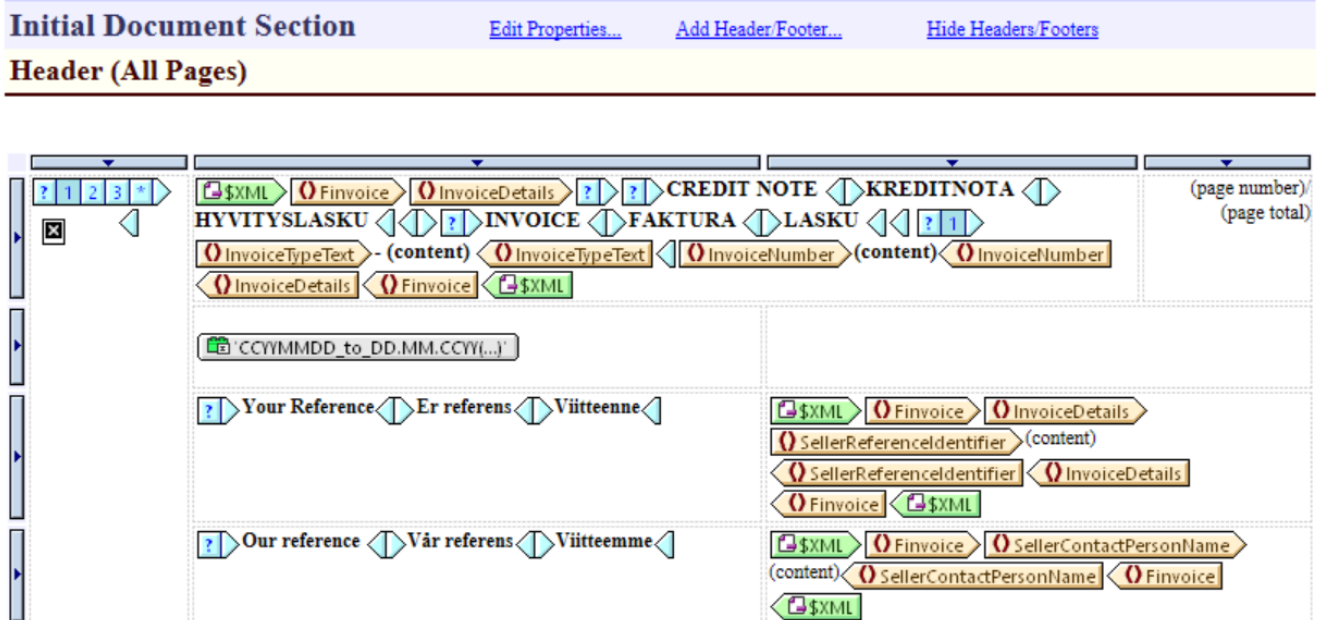 Initial Document Section Edit Properties... Add Header/Footer... Hide Headers/Footers
Header (All Pages)
? 1 2 3 *
$XML Finvoice InvoiceDetails ? ? CREDIT NOTE KREDITNOTA
HYVITYSLASKU ? INVOICE FAKTURA LASKU ? 1
InvoiceTypeText - (content) InvoiceTypeText InvoiceNumber (content) InvoiceNumber
InvoiceDetails Finvoice $XML
(page number)/
(page total)
'CCYYMMDD_to_DD.MM.CCYY(...)'
? Your Reference Er referens Viitteenne
$XML Finvoice InvoiceDetails
SellerReferenceIdentifier (content)
SellerReferenceIdentifier InvoiceDetails
Finvoice $XML
? Our reference Vår referens Viitteemme
$XML Finvoice SellerContactPersonName
(content) SellerContactPersonName Finvoice
$XML